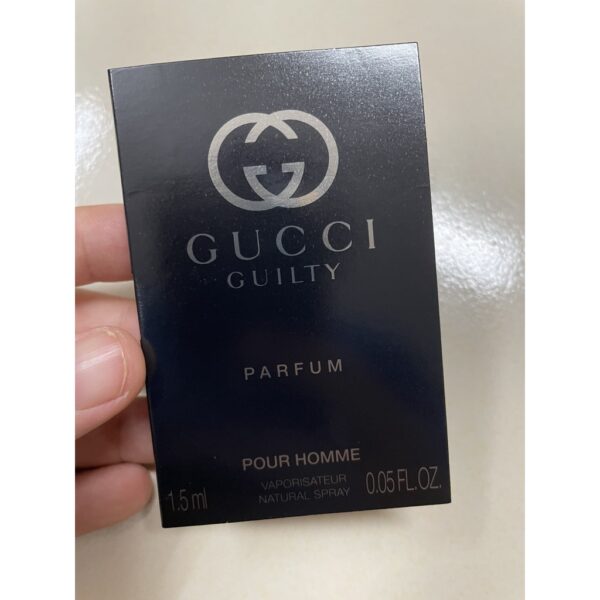 GUCCI
GUILTY
PARFUM
POUR HOMME
VAPORISATEUR
NATURAL SPRAY
1.5 ml
0.05 FL.OZ.